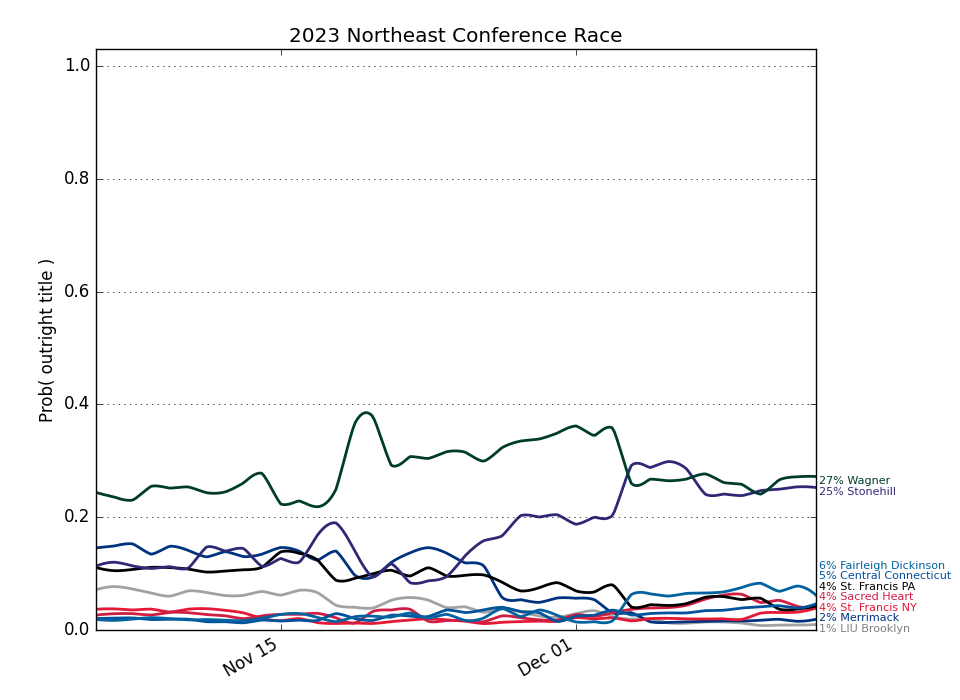 2023 Northeast Conference Race
Prob( outright title )
1.0
0.8
0.6
0.4
0.2
0.0
Nov 15
Dec 01
27% Wagner
25% Stonehill
6% Fairleigh Dickinson
5% Central Connecticut
4% St. Francis PA
4% Sacred Heart
4% St. Francis NY
2% Merrimack
1% LIU Brooklyn